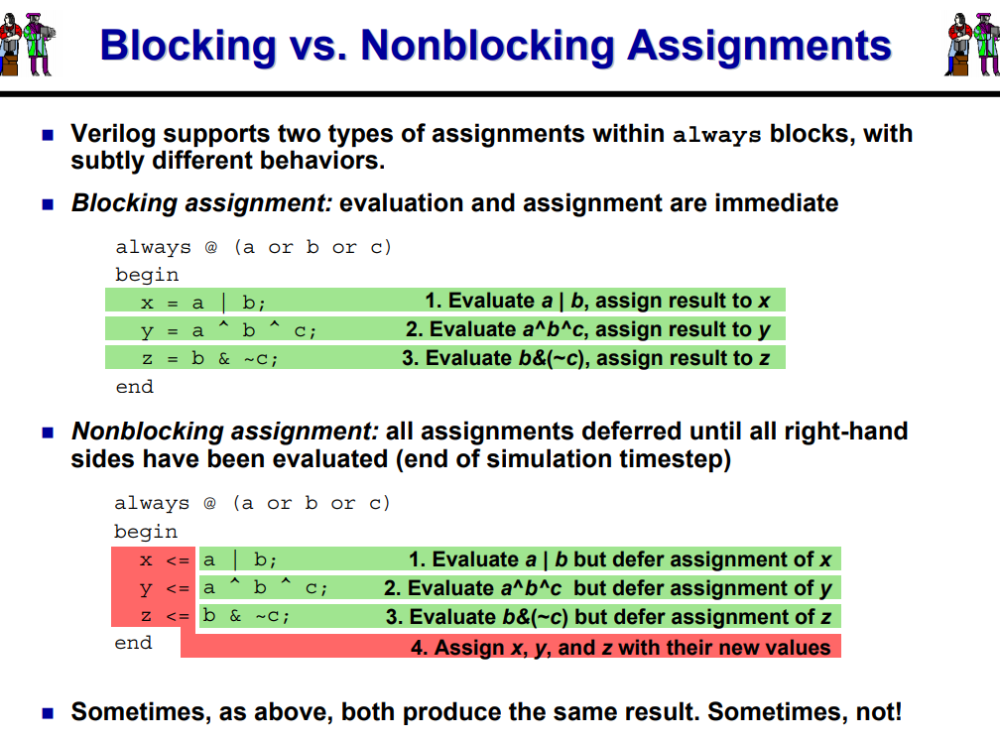 Blocking vs. Nonblocking Assignments
Verilog supports two types of assignments within always blocks, with
subtly different behaviors.
Blocking assignment: evaluation and assignment are immediate
always @ (a or b or c)
begin
x = a | b; 1. Evaluate a | b, assign result to x
y = a ^ b ^ c; 2. Evaluate a^b^c, assign result to y
z = b & ~c; 3. Evaluate b&(~c), assign result to z
end
Nonblocking assignment: all assignments deferred until all right-hand
sides have been evaluated (end of simulation timestep)
always @ (a or b or c)
begin
x <= a | b; 1. Evaluate a | b but defer assignment of x
y <= a ^ b ^ c; 2. Evaluate a^b^c but defer assignment of y
z <= b & ~c; 3. Evaluate b&(~c) but defer assignment of z
end 4. Assign x, y, and z with their new values
Sometimes, as above, both produce the same result. Sometimes, not!